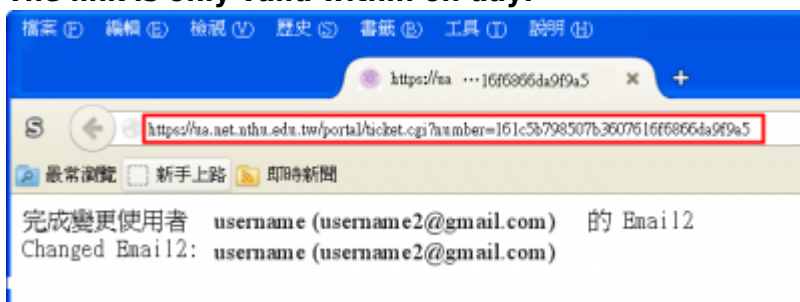 The link is only valid within on day.
檔案(F) 編輯(E) 檢視(V) 歷史(S) 書籤(B) 工具(T) 說明(H)
https://ua ···16f6866da9f9a5 × +
S https://ua.net.nthu.edu.tw/portal/ticket.cgi?number=161c5b798507b3607616f6866da9f9a5
最常瀏覽 新手上路 即時新聞
完成變更使用者 username (username2@gmail.com) 的 Email2
Changed Email2: username (username2@gmail.com)